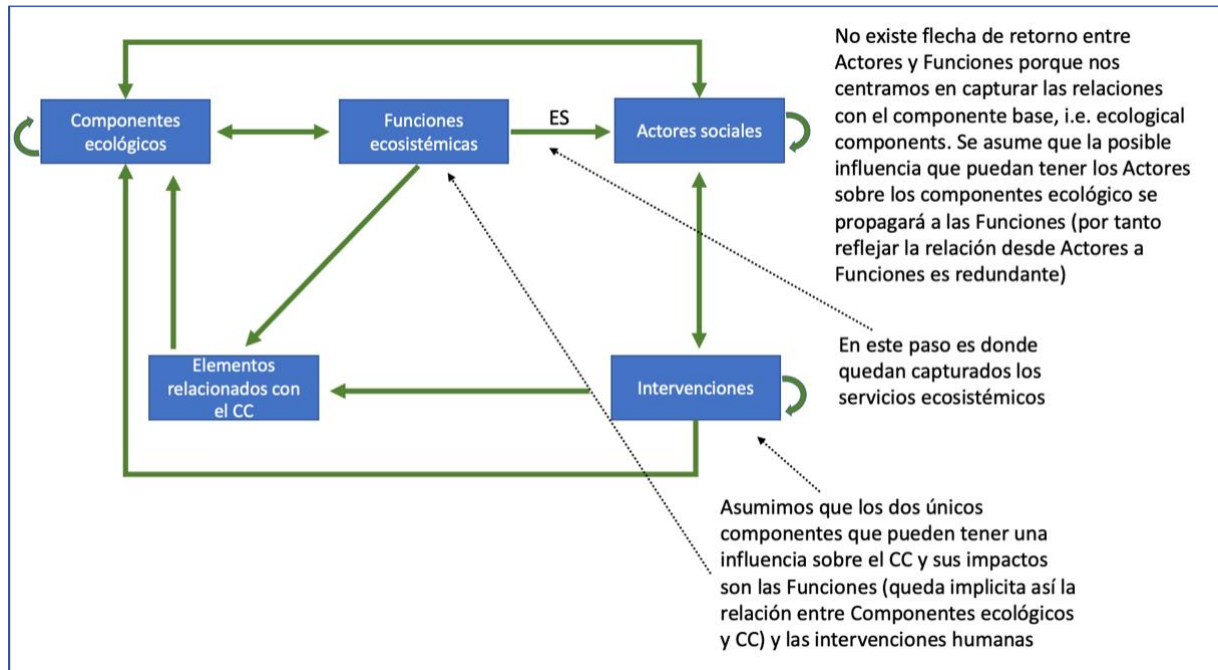 Componentes
ecológicos
Funciones
ecosistémicas
ES
Actores sociales
Elementos
relacionados con
el CC
Intervenciones
No existe flecha de retorno entre
Actores y Funciones porque nos
centramos en capturar las relaciones
con el componente base, i.e. ecological
components. Se asume que la posible
influencia que puedan tener los Actores
sobre los componentes ecológico se
propagará a las Funciones (por tanto
reflejar la relación desde Actores a
Funciones es redundante)
En este paso es donde
quedan capturados los
servicios ecosistémicos
Asumimos que los dos únicos
componentes que pueden tener una
influencia sobre el CC y sus impactos
son las Funciones (queda implicita así la
relación entre Componentes ecológicos
y CC) y las intervenciones humanas